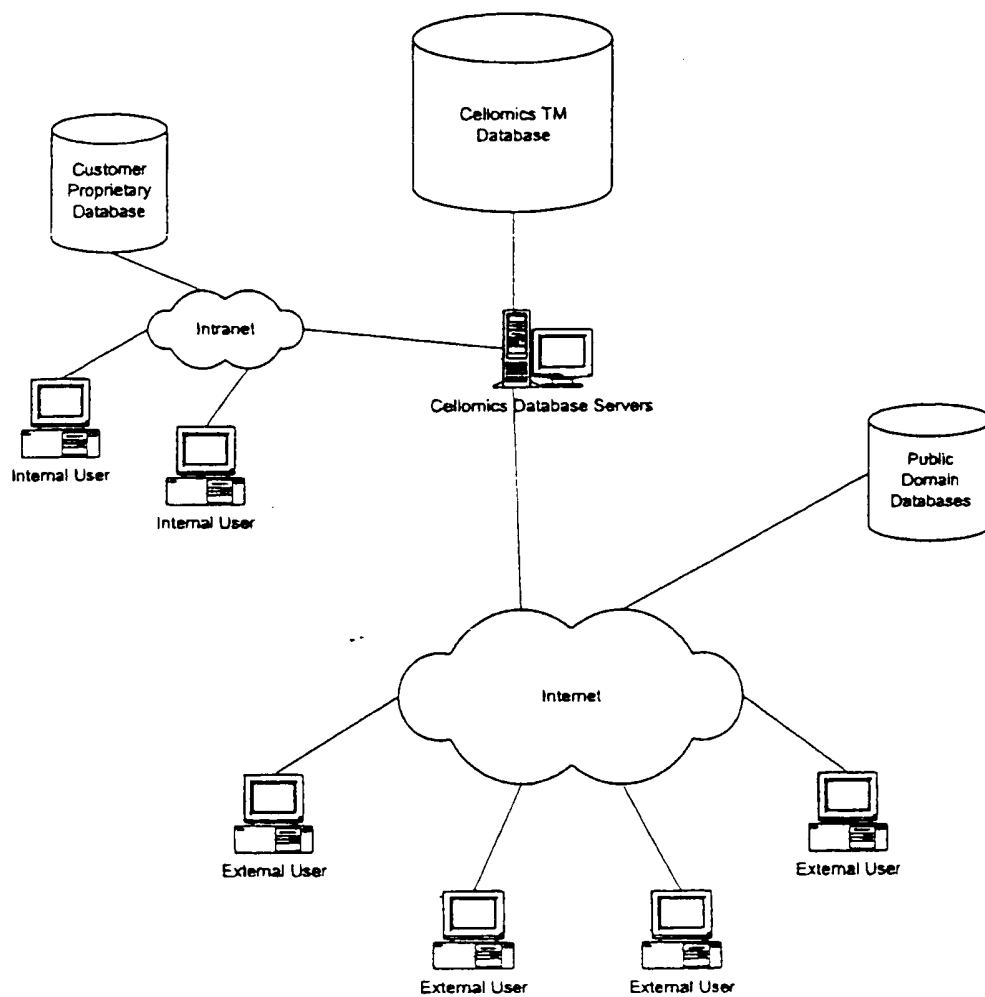 Cellomics TM
Database
Customer
Proprietary
Database
Intranet
Cellomics Database Servers
Internal User
Internal User
Public
Domain
Databases
Internet
External User
External User
External User
External User